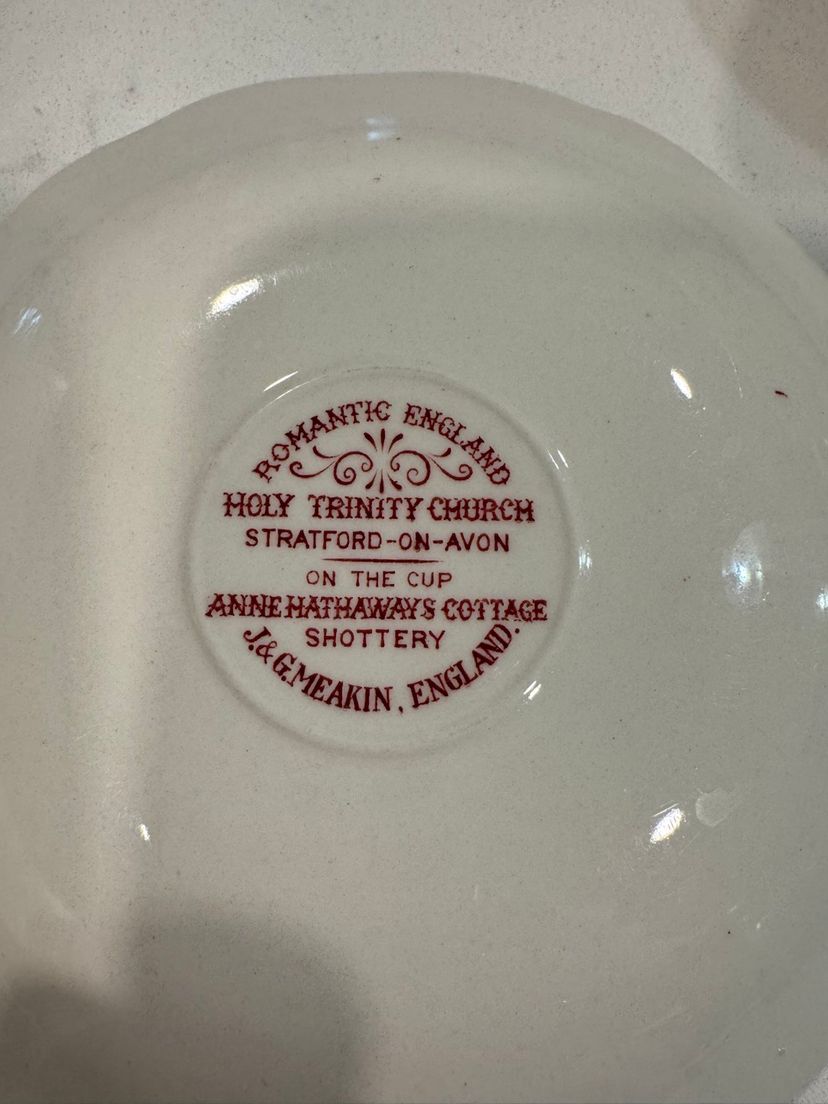 ROMANTIC ENGLAND
HOLY TRINITY CHURCH
STRATFORD-ON-AVON
ON THE CUP
ANNE HATHAWAYS COTTAGE
SHOTTERY
J.&G.MEAKIN, ENGLAND.